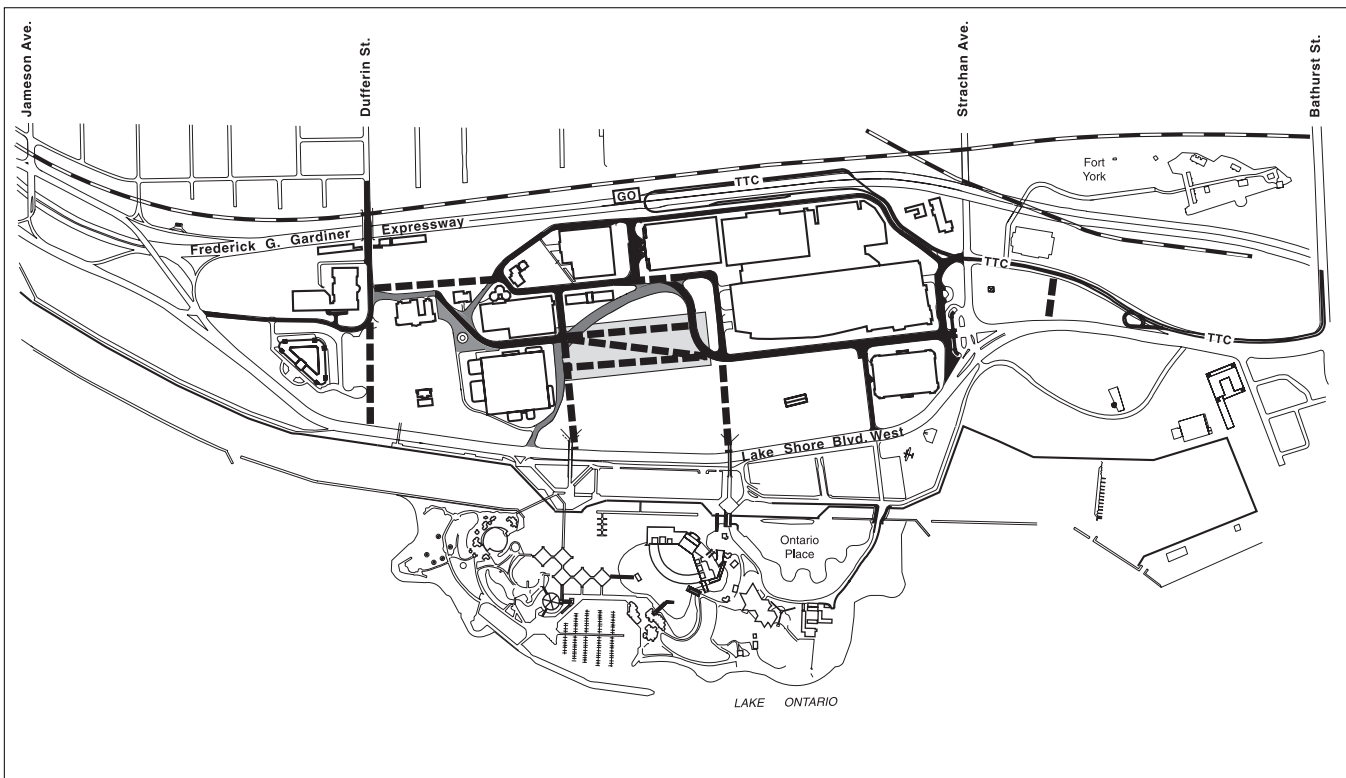 Jameson Ave.
Dufferin St.
Strachan Ave.
Bathurst St.
Fort
York
TTC
GO
Frederick G. Gardiner Expressway
TTC
TTC
Lake Shore Blvd. West
Ontario
Place
LAKE ONTARIO